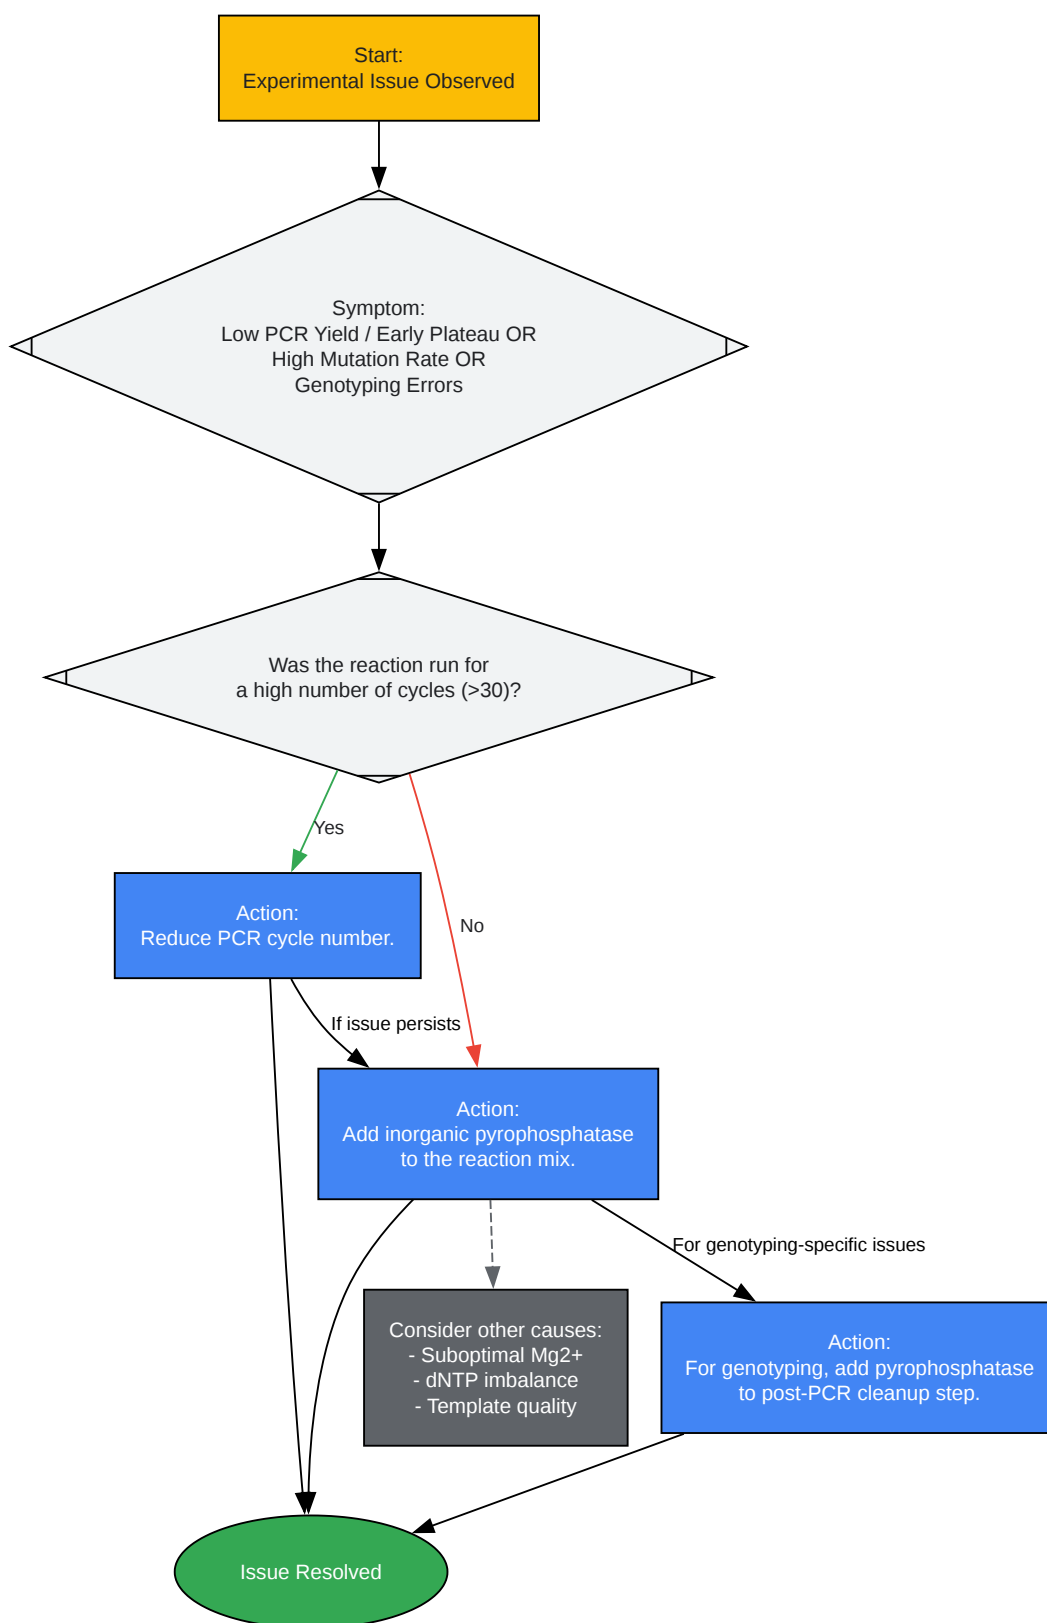 Start:
Experimental Issue Observed
Symptom:
Low PCR Yield / Early Plateau OR
High Mutation Rate OR
Genotyping Errors
Was the reaction run for
a high number of cycles (>30)?
Yes
Action:
Reduce PCR cycle number.
No
If issue persists
Action:
Add inorganic pyrophosphatase
to the reaction mix.
For genotyping-specific issues
Consider other causes:
- Suboptimal Mg2+
- dNTP imbalance
- Template quality
Action:
For genotyping, add pyrophosphatase
to post-PCR cleanup step.
Issue Resolved